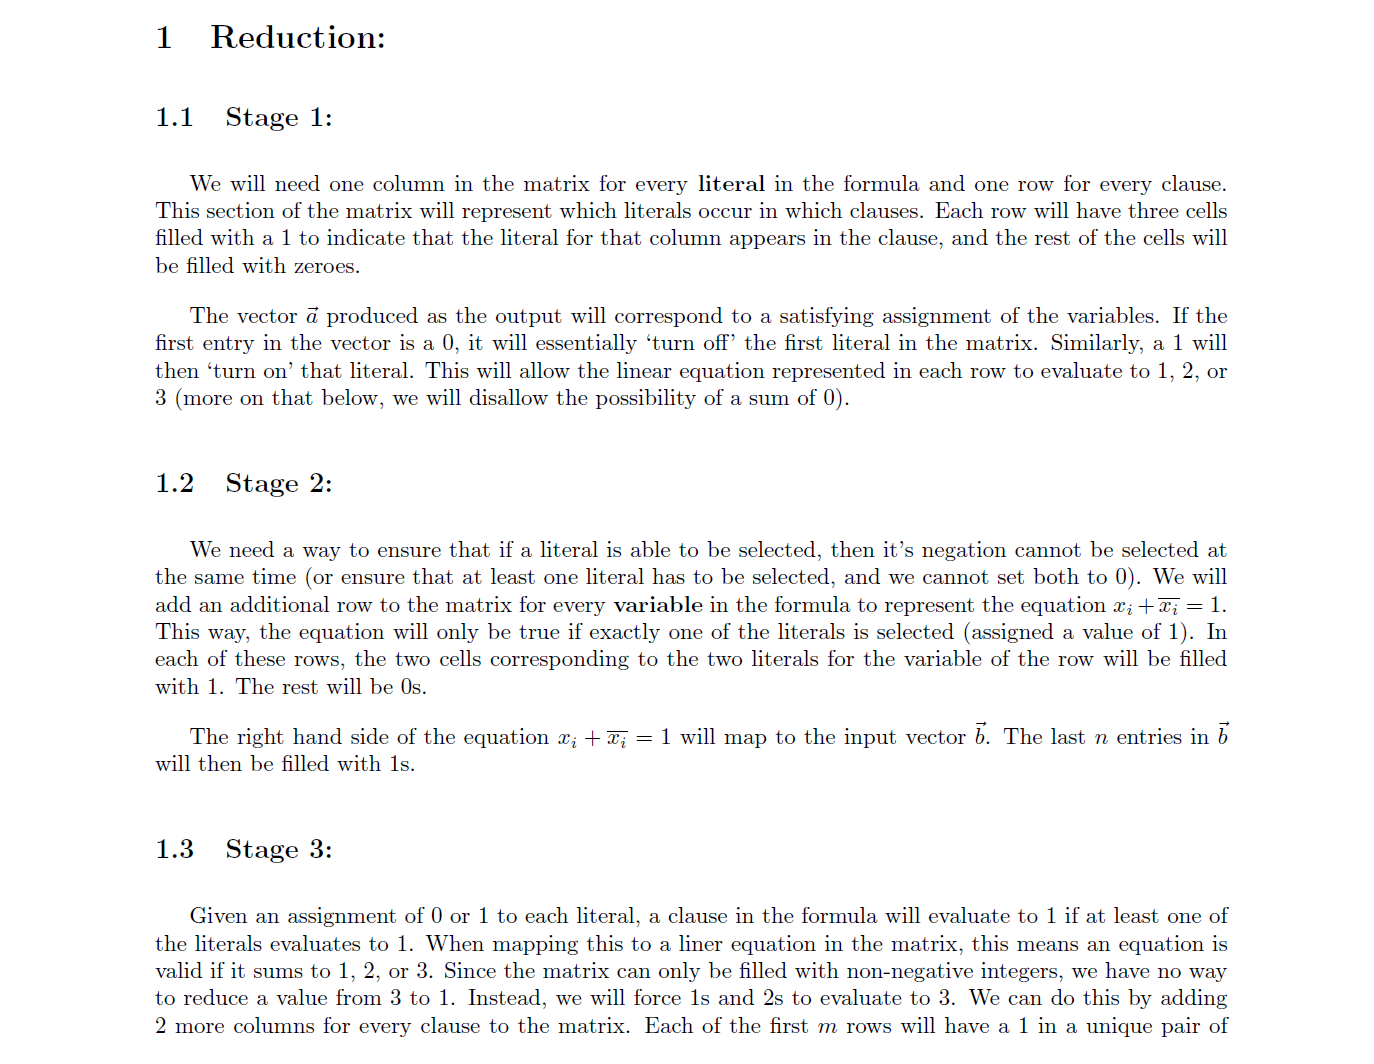 1 Reduction:
1.1 Stage 1:
We will need one column in the matrix for every literal in the formula and one row for every clause.
This section of the matrix will represent which literals occur in which clauses. Each row will have three cells
filled with a 1 to indicate that the literal for that column appears in the clause, and the rest of the cells will
be filled with zeroes.
The vector $\vec{a}$ produced as the output will correspond to a satisfying assignment of the variables. If the
first entry in the vector is a 0, it will essentially ‘turn off’ the first literal in the matrix. Similarly, a 1 will
then ‘turn on’ that literal. This will allow the linear equation represented in each row to evaluate to 1, 2, or
3 (more on that below, we will disallow the possibility of a sum of 0).
1.2 Stage 2:
We need a way to ensure that if a literal is able to be selected, then it’s negation cannot be selected at
the same time (or ensure that at least one literal has to be selected, and we cannot set both to 0). We will
add an additional row to the matrix for every variable in the formula to represent the equation $x_i + \overline{x_i} = 1$.
This way, the equation will only be true if exactly one of the literals is selected (assigned a value of 1). In
each of these rows, the two cells corresponding to the two literals for the variable of the row will be filled
with 1. The rest will be 0s.
The right hand side of the equation $x_i + \overline{x_i} = 1$ will map to the input vector $\vec{b}$. The last $n$ entries in $\vec{b}$
will then be filled with 1s.
1.3 Stage 3:
Given an assignment of 0 or 1 to each literal, a clause in the formula will evaluate to 1 if at least one of
the literals evaluates to 1. When mapping this to a liner equation in the matrix, this means an equation is
valid if it sums to 1, 2, or 3. Since the matrix can only be filled with non-negative integers, we have no way
to reduce a value from 3 to 1. Instead, we will force 1s and 2s to evaluate to 3. We can do this by adding
2 more columns for every clause to the matrix. Each of the first $m$ rows will have a 1 in a unique pair of